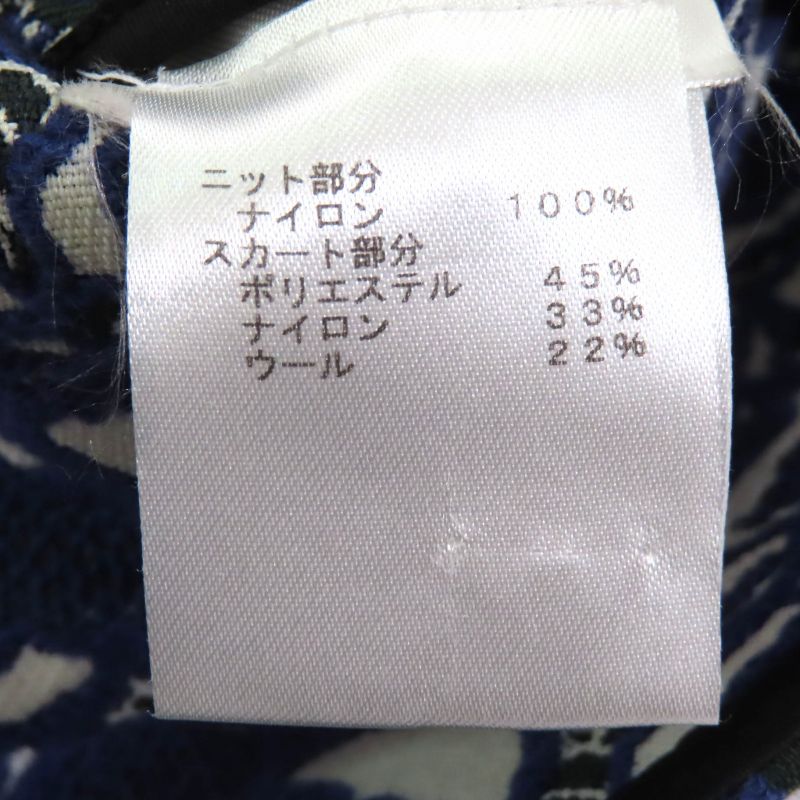 ニット部分
ナイロン 100%
スカート部分
ポリエステル 45%
ナイロン 33%
ウール 22%